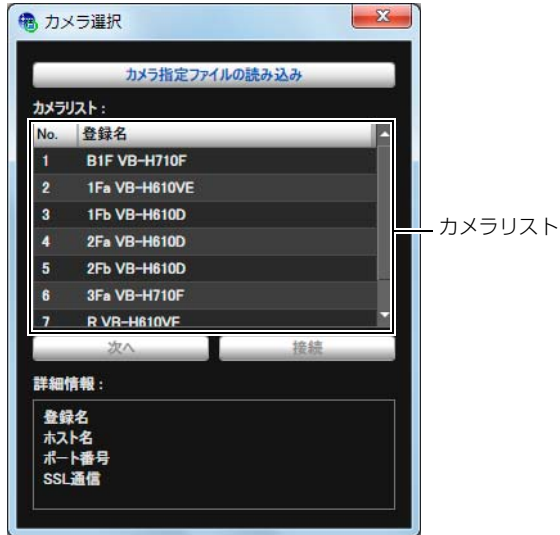 カメラ選択
カメラ指定ファイルの読み込み
カメラリスト：
No. 登録名
1 B1F VB-H710F
2 1Fa VB-H610VE
3 1Fb VB-H610D
4 2Fa VB-H610D
5 2Fb VB-H610D
6 3Fa VB-H710F
7 R VB-H610VE
カメラリスト
次へ 接続
詳細情報：
登録名
ホスト名
ポート番号
SSL通信